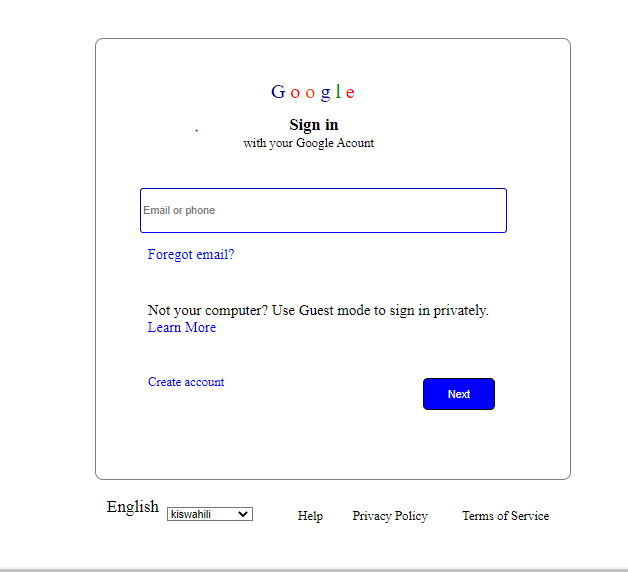 Google
Sign in
with your Google Acount
Email or phone
Foregot email?
Not your computer? Use Guest mode to sign in privately.
Learn More
Create account
Next
English kiswahili Help Privacy Policy Terms of Service